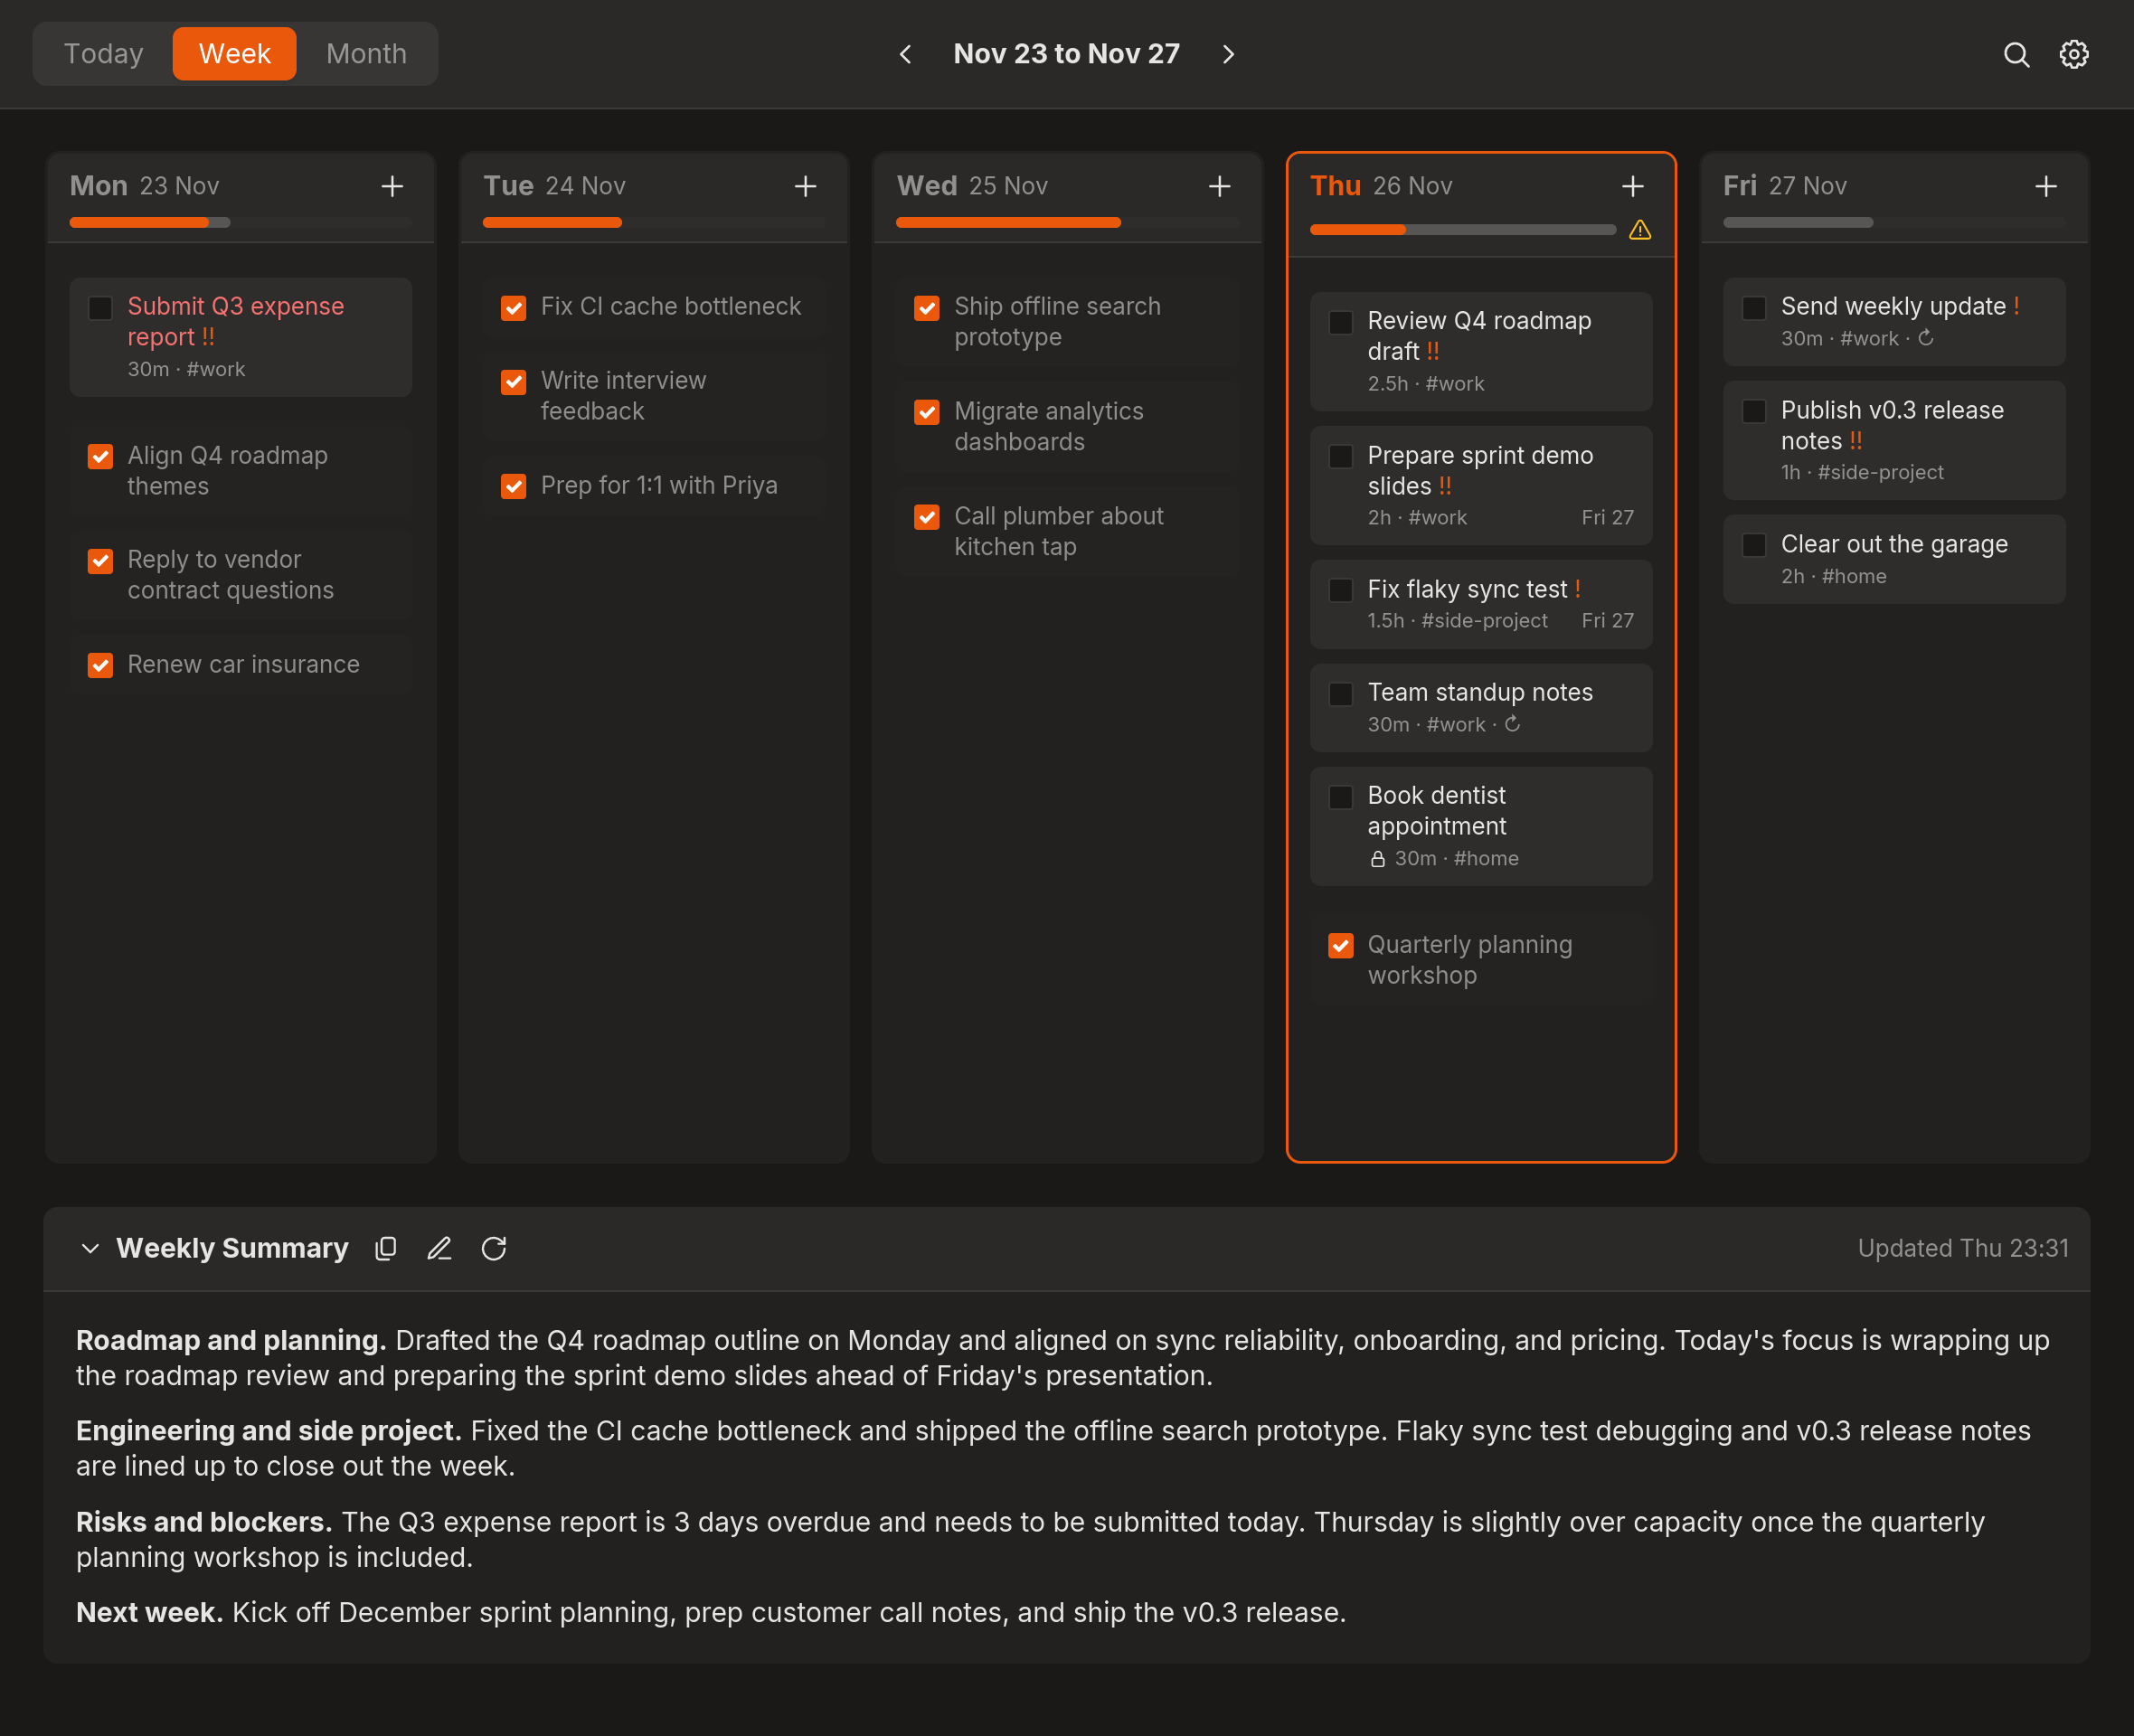 Today Week Month
Nov 23 to Nov 27
Mon 23 Nov
Submit Q3 expense
report !!
30m · #work
Align Q4 roadmap
themes
Reply to vendor
contract questions
Renew car insurance
Tue 24 Nov
Fix CI cache bottleneck
Write interview
feedback
Prep for 1:1 with Priya
Wed 25 Nov
Ship offline search
prototype
Migrate analytics
dashboards
Call plumber about
kitchen tap
Thu 26 Nov
Review Q4 roadmap
draft !!
2.5h · #work
Prepare sprint demo
slides !!
2h · #work Fri 27
Fix flaky sync test !
1.5h · #side-project Fri 27
Team standup notes
30m · #work ·
Book dentist
appointment
30m · #home
Quarterly planning
workshop
Fri 27 Nov
Send weekly update !
30m · #work ·
Publish v0.3 release
notes !!
1h · #side-project
Clear out the garage
2h · #home
Weekly Summary
Updated Thu 23:31
Roadmap and planning. Drafted the Q4 roadmap outline on Monday and aligned on sync reliability, onboarding, and pricing. Today's focus is wrapping up
the roadmap review and preparing the sprint demo slides ahead of Friday's presentation.
Engineering and side project. Fixed the CI cache bottleneck and shipped the offline search prototype. Flaky sync test debugging and v0.3 release notes
are lined up to close out the week.
Risks and blockers. The Q3 expense report is 3 days overdue and needs to be submitted today. Thursday is slightly over capacity once the quarterly
planning workshop is included.
Next week. Kick off December sprint planning, prep customer call notes, and ship the v0.3 release.